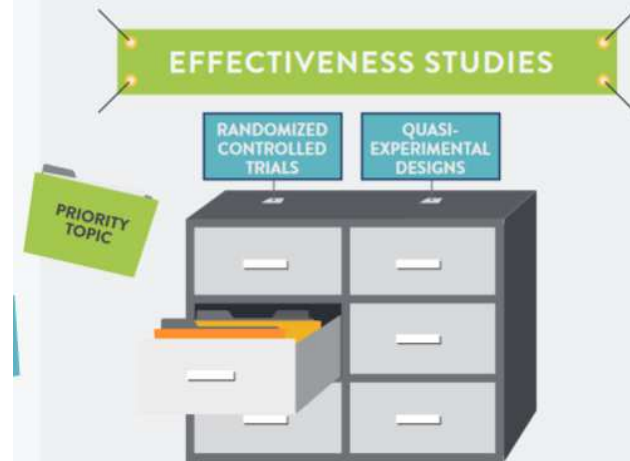 EFFECTIVENESS STUDIES
RANDOMIZED
CONTROLLED
TRIALS
QUASI-
EXPERIMENTAL
DESIGNS
PRIORITY
TOPIC